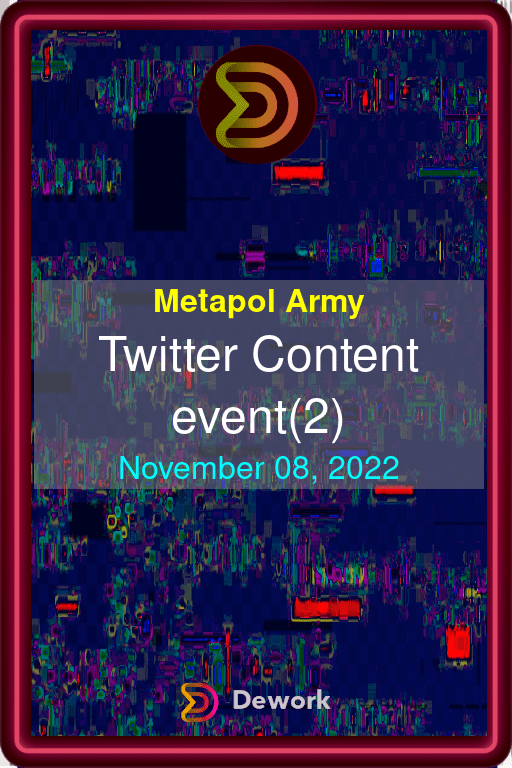 Metapol Army
Twitter Content
event(2)
November 08, 2022
Dework